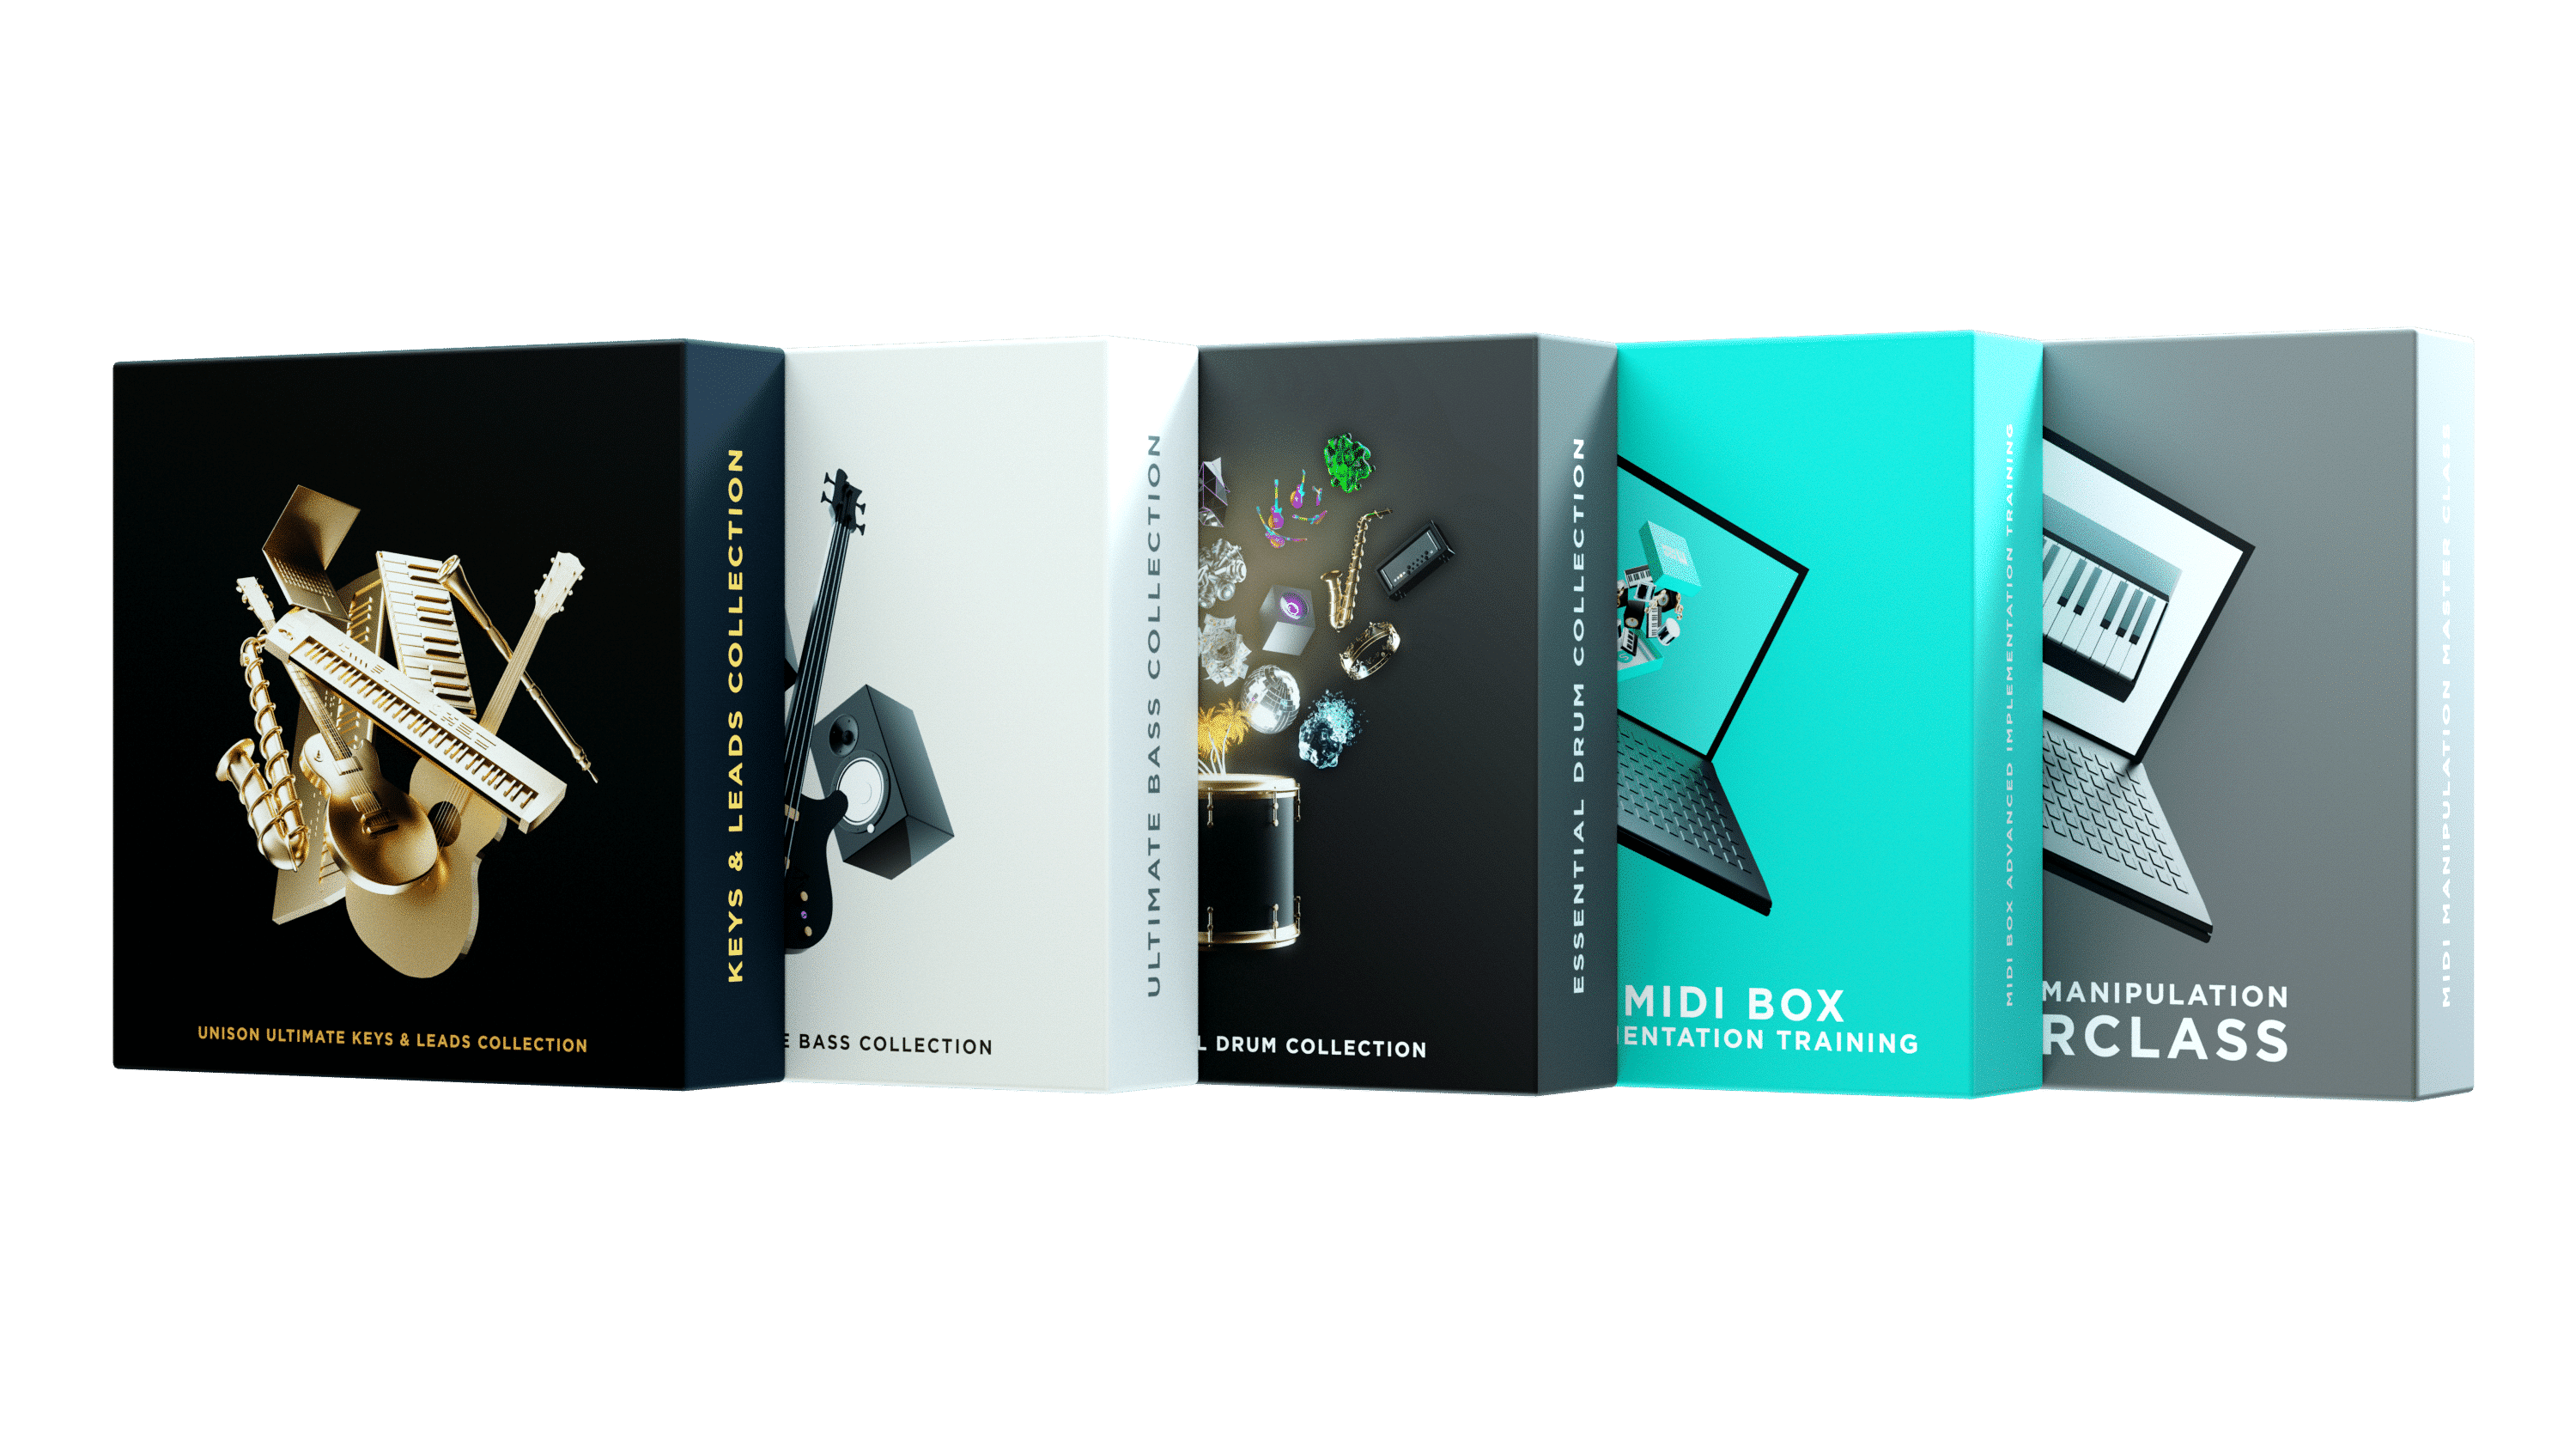 UNISON ULTIMATE KEYS & LEADS COLLECTION
KEYS & LEADS COLLECTION
E BASS COLLECTION
ULTIMATE BASS COLLECTION
L DRUM COLLECTION
ESSENTIAL DRUM COLLECTION
MIDI BOX
ENTATION TRAINING
MIDI BOX ADVANCED IMPLEMENTATION TRAINING
MANIPULATION
RCLASS
MIDI MANIPULATION MASTER CLASS